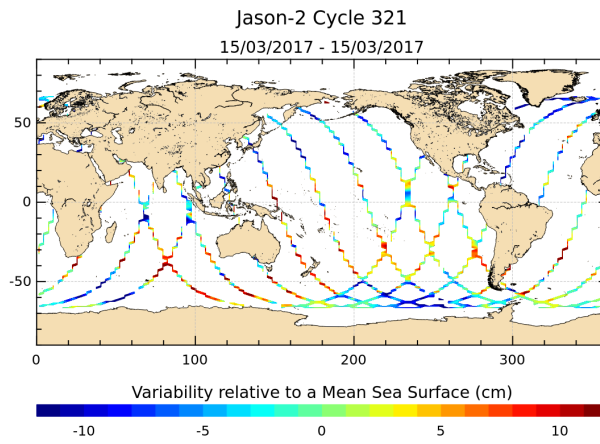 Jason-2 Cycle 321
15/03/2017 - 15/03/2017
50
0
-50
0 100 200 300
Variability relative to a Mean Sea Surface (cm)
-10 -5 0 5 10